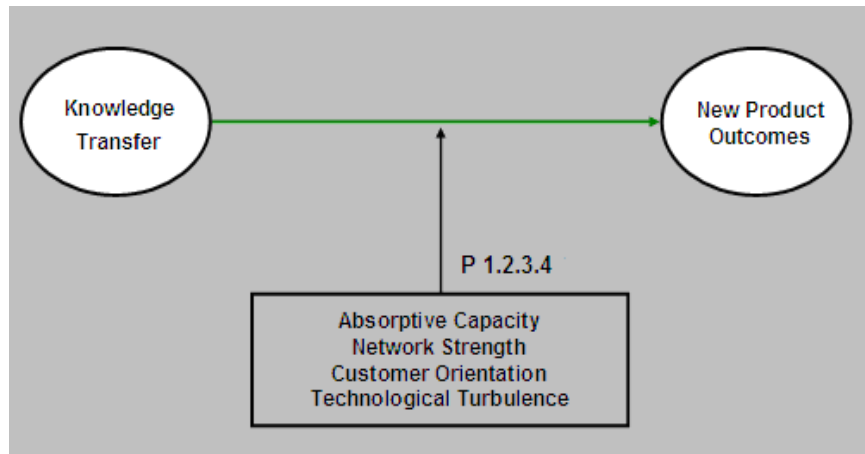 Knowledge
Transfer
New Product
Outcomes
P 1.2.3.4
Absorptive Capacity
Network Strength
Customer Orientation
Technological Turbulence